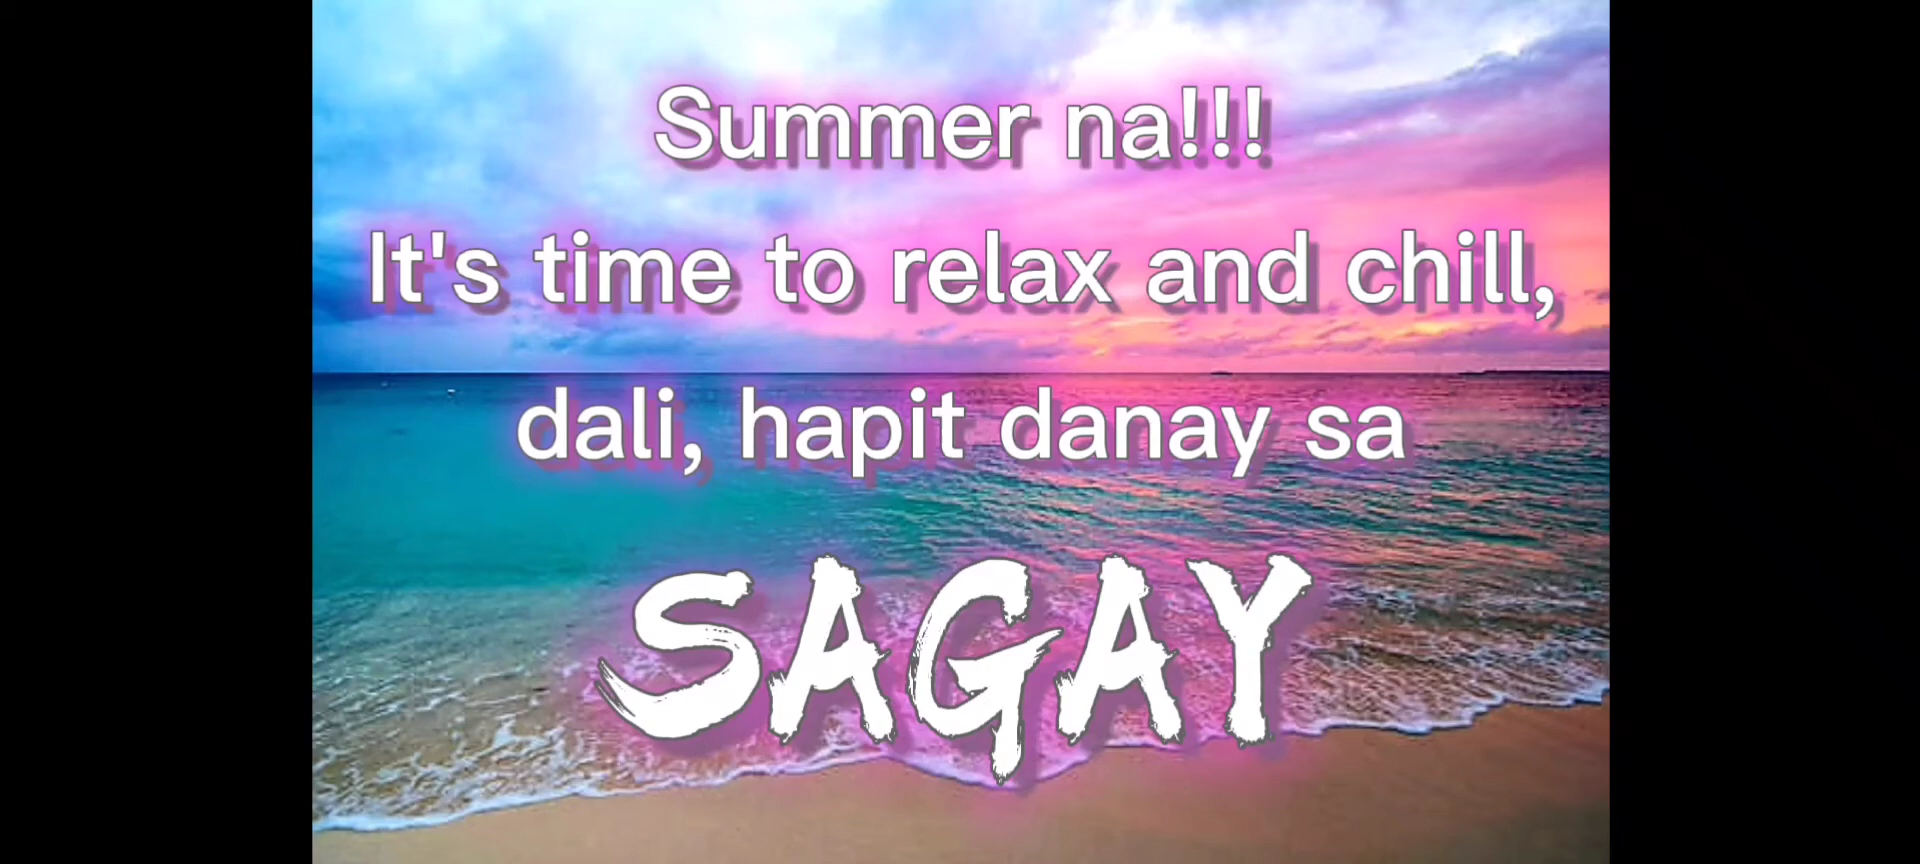 Summer na!!!
It's time to relax and chill,
dali, hapit danay sa
SAGAY